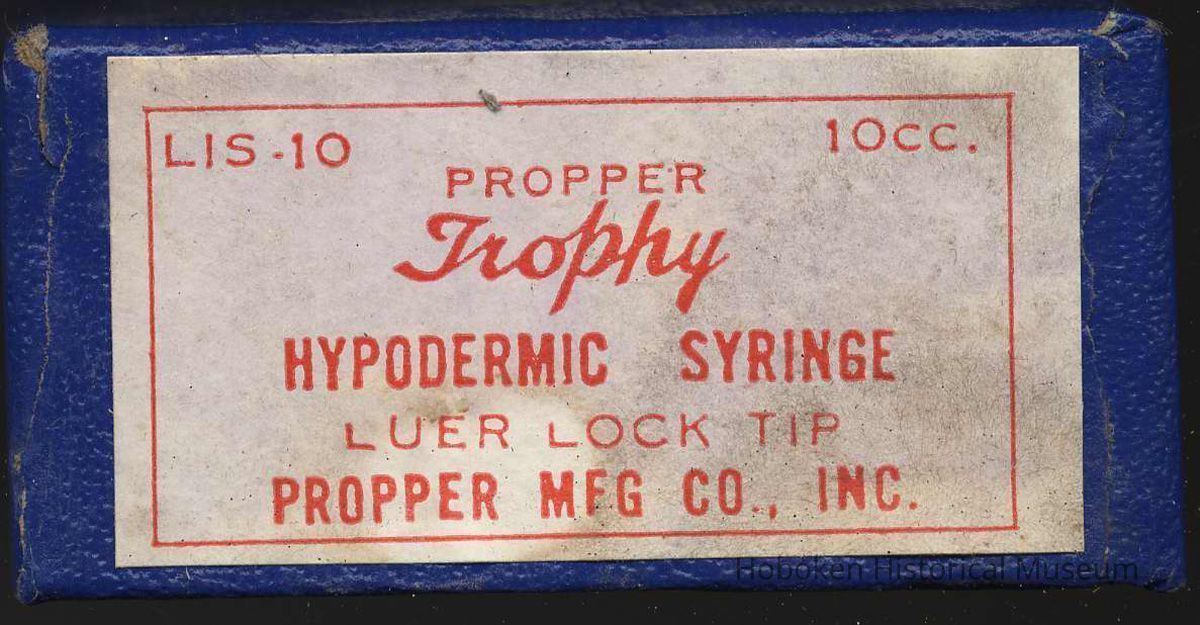 LIS-10 10cc.
PROPPER
Trophy
HYPODERMIC SYRINGE
LUER LOCK TIP
PROPPER MFG CO., INC.
Hoboken Historical Museum